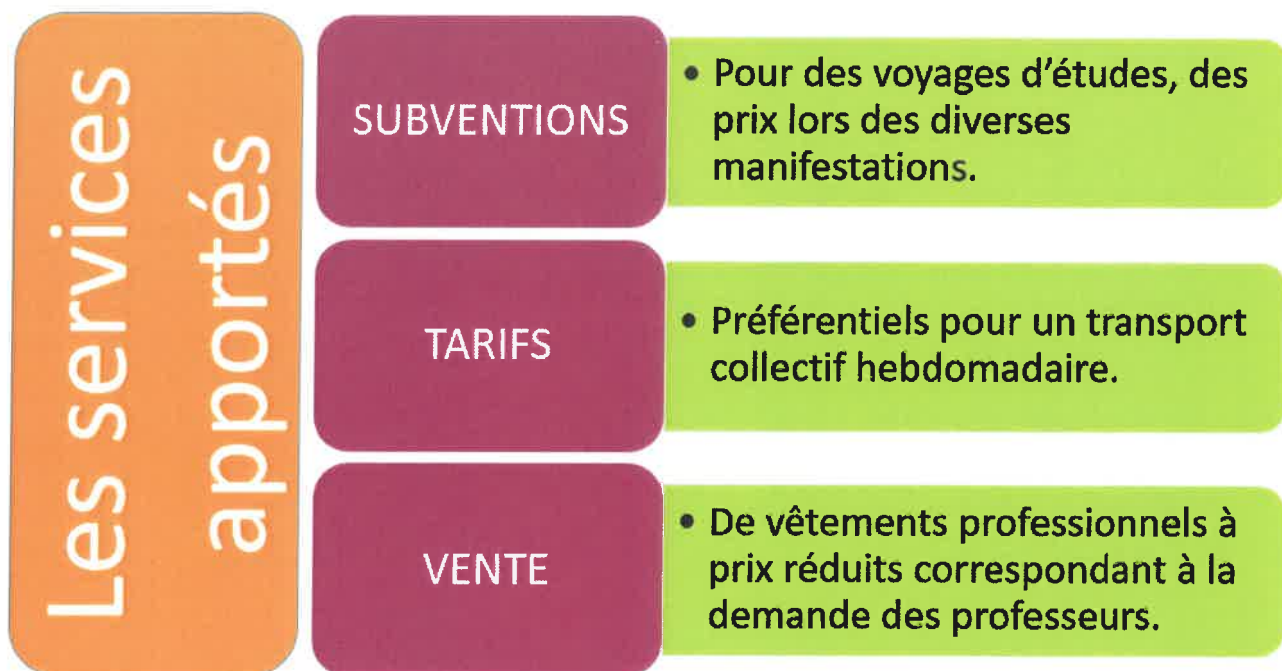 Les services
apportés
SUBVENTIONS
• Pour des voyages d'études, des
prix lors des diverses
manifestations.
TARIFS
• Préférentiels pour un transport
collectif hebdomadaire.
VENTE
• De vêtements professionnels à
prix réduits correspondant à la
demande des professeurs.